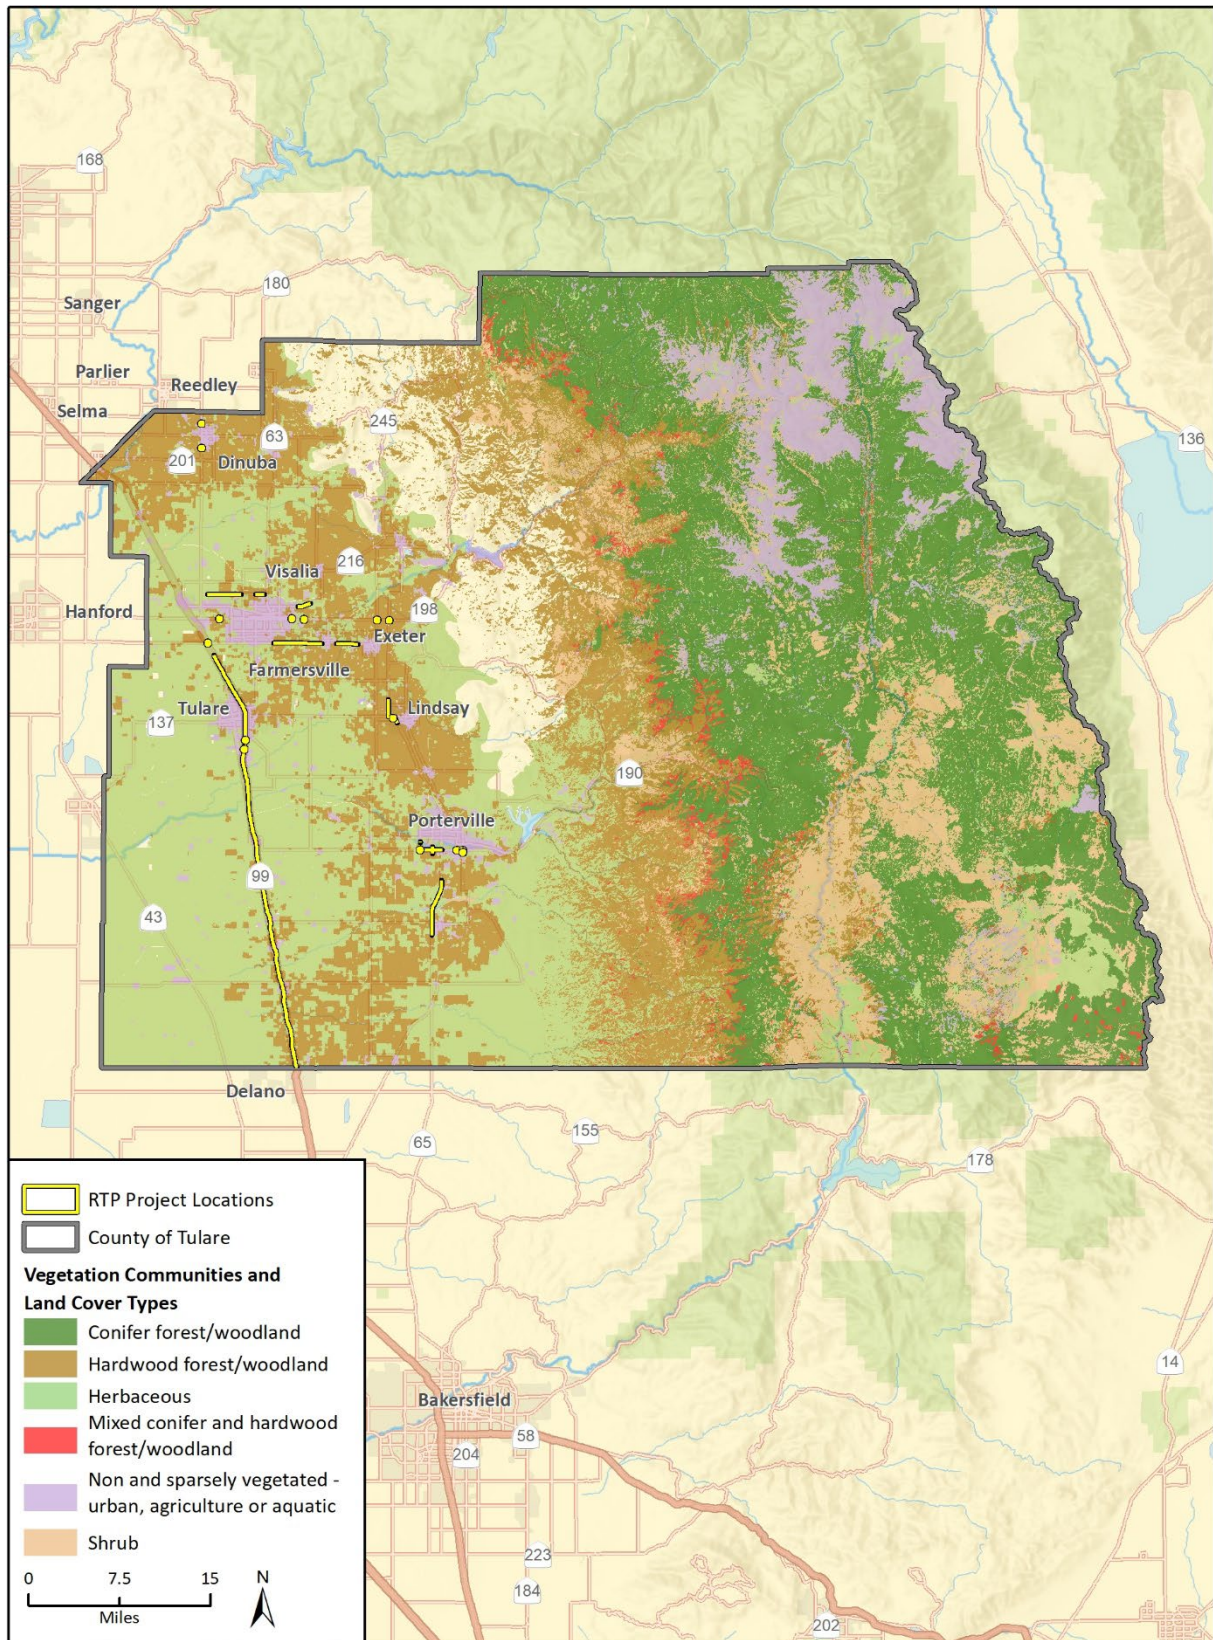 168
180
Sanger
Parlier
Reedley
Selma
245
63
136
201
Dinuba
216
Visalia
Hanford
198
Exeter
Farmersville
Tulare
Lindsay
137
190
Porterville
99
43
Delano
65
155
178
RTP Project Locations
County of Tulare
Vegetation Communities and
Land Cover Types
Conifer forest/woodland
Hardwood forest/woodland
Herbaceous
Mixed conifer and hardwood
forest/woodland
Non and sparsely vegetated -
urban, agriculture or aquatic
Shrub
0 7.5 15
Miles
N
14
Bakersfield
58
204
223
184
202